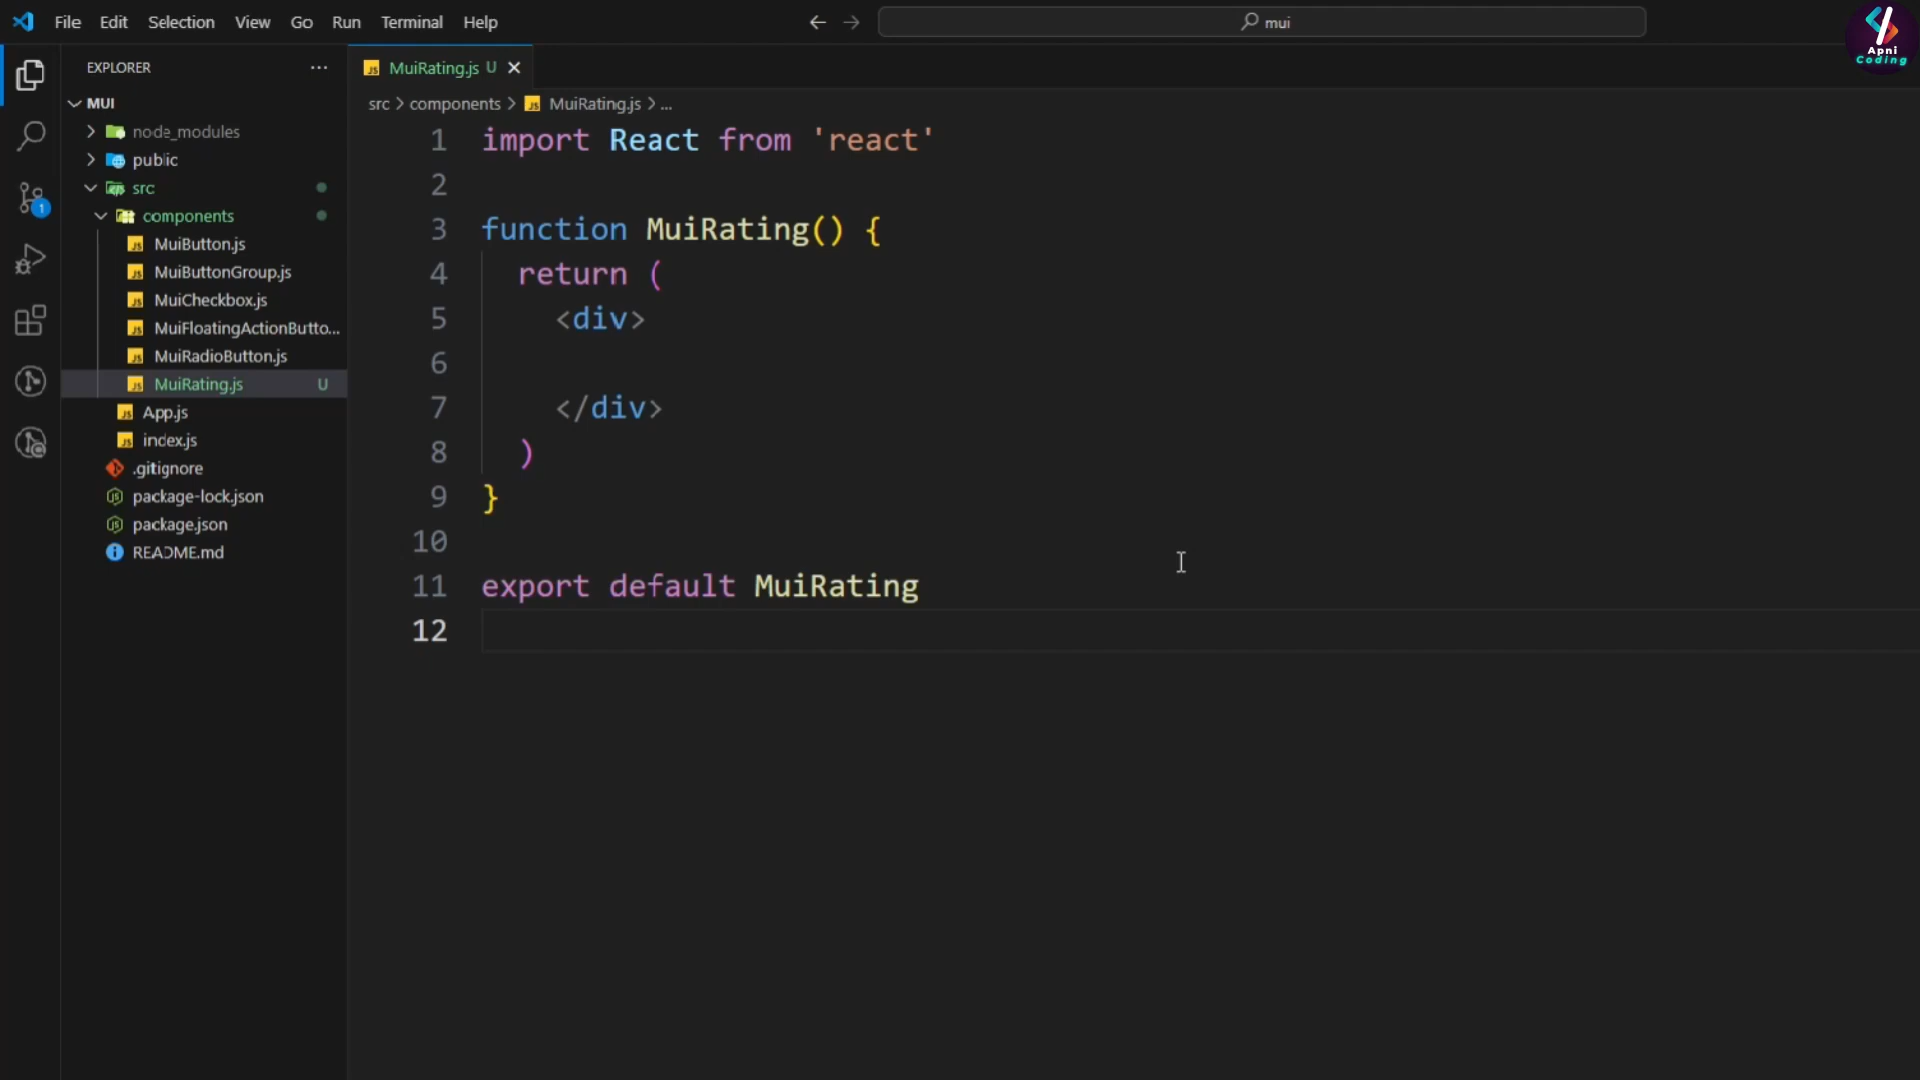 File Edit Selection View Go Run Terminal Help
mui
Apni
Coding
EXPLORER
MuiRating.js U
MUI
src > components > MuiRating.js > ...
node_modules
public
src
components
MuiButton.js
MuiButtonGroup.js
MuiCheckbox.js
MuiFloatingActionButto...
MuiRadioButton.js
MuiRating.js U
App.js
index.js
.gitignore
package-lock.json
package.json
README.md
1
1 import React from 'react'
2
3 function MuiRating() {
4 return (
5 <div>
6
7 </div>
8 )
9 }
10
11 export default MuiRating
12